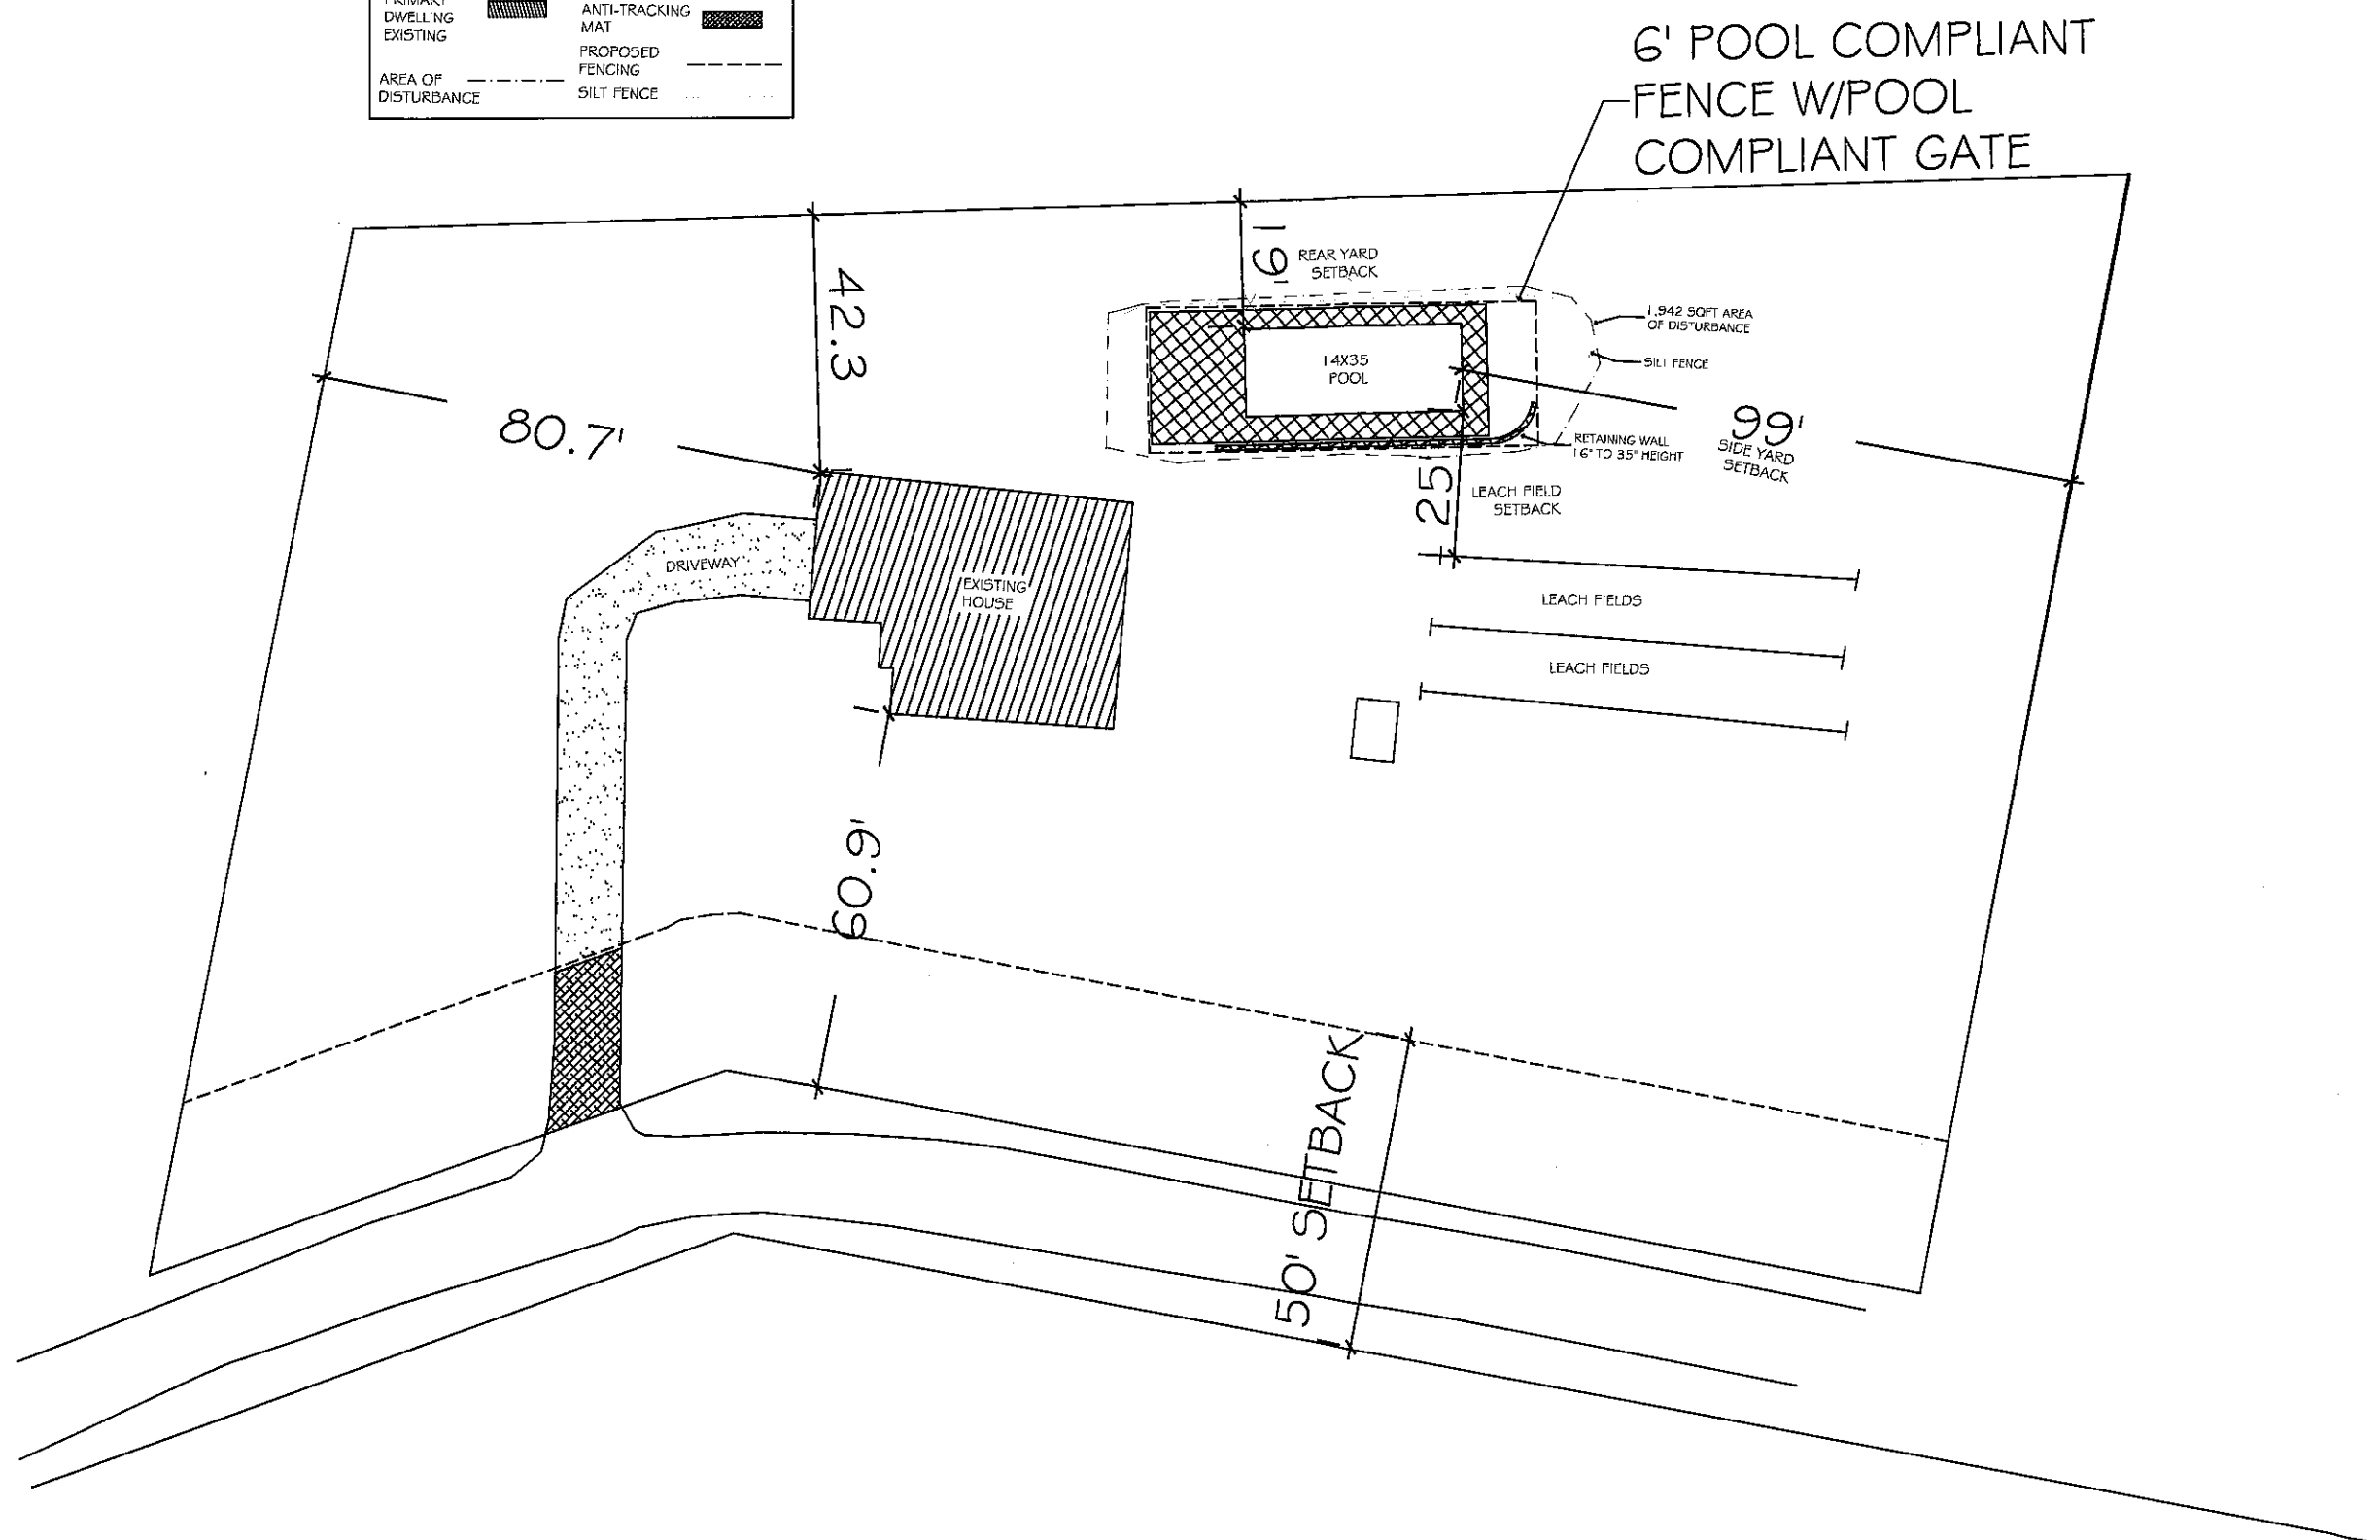 PRIMARY
DWELLING
EXISTING
ANTI-TRACKING
MAT
PROPOSED
FENCING
AREA OF
DISTURBANCE
SILT FENCE
6' POOL COMPLIANT
FENCE W/POOL
COMPLIANT GATE
42.3
19'
REAR YARD
SETBACK
1,942 SQFT AREA
OF DISTURBANCE
SILT FENCE
14X35
POOL
80.7'
99'
SIDE YARD
SETBACK
RETAINING WALL
16" TO 35" HEIGHT
25'
LEACH FIELD
SETBACK
DRIVEWAY
EXISTING
HOUSE
LEACH FIELDS
LEACH FIELDS
60.9'
50' SETBACK